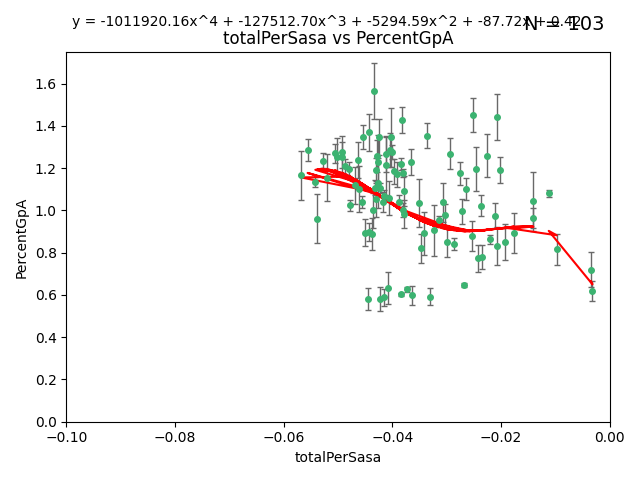 y = -1011920.16x^4 + -127512.70x^3 + -5294.59x^2 + -87.72x + 0.42
N = 103
totalPerSasa vs PercentGpA
PercentGpA
1.6
1.4
1.2
1.0
0.8
0.6
0.4
0.2
0.0
−0.10 −0.08 −0.06 −0.04 −0.02 0.00
totalPerSasa